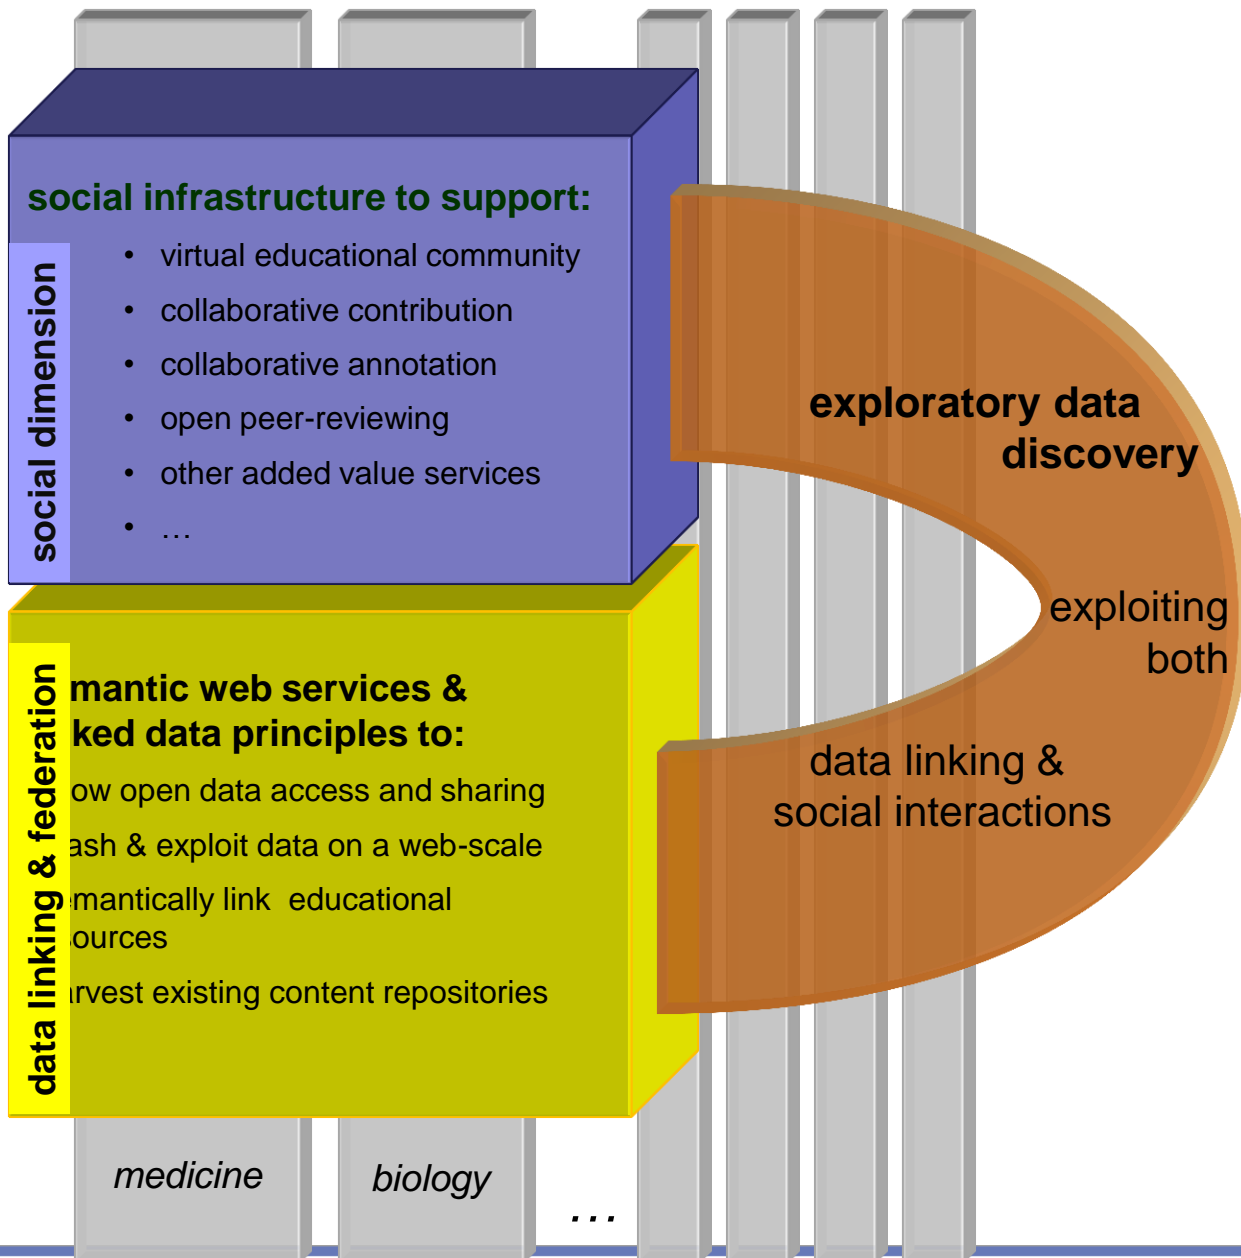 social infrastructure to support:
• virtual educational community
• collaborative contribution
• collaborative annotation
• open peer-reviewing
• other added value services
• …
social dimension
exploratory data
discovery
exploiting
both
data linking &
social interactions
mantic web services &
ked data principles to:
ow open data access and sharing
ash & exploit data on a web-scale
emantically link educational
sources
arvest existing content repositories
data linking & federation
medicine
biology
…